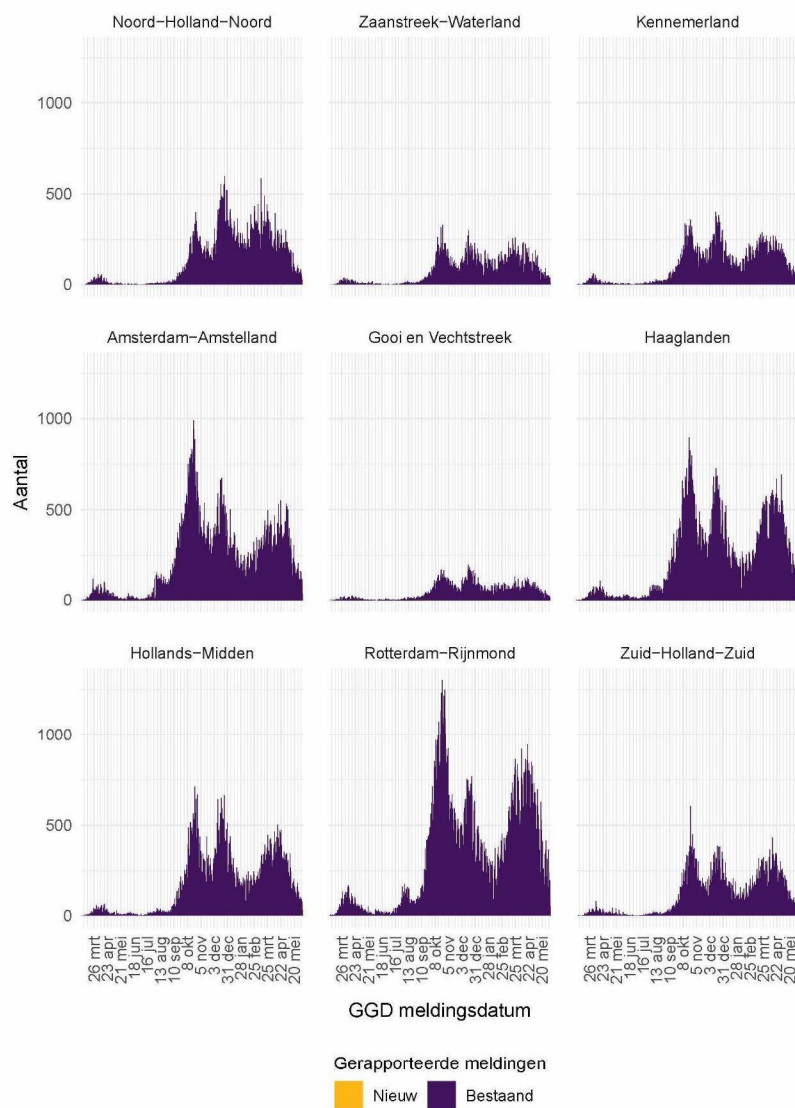 Noord−Holland−Noord
Zaanstreek−Waterland
Kennemerland
1000
500
0
Amsterdam−Amstelland
Gooi en Vechtstreek
Haaglanden
1000
500
0
Hollands−Midden
Rotterdam−Rijnmond
Zuid−Holland−Zuid
1000
500
0
Aantal
26 mrt
23 apr
21 mei
18 jun
16 jul
13 aug
10 sep
8 okt
5 nov
3 dec
31 dec
28 jan
25 feb
25 mrt
22 apr
20 mei
26 mrt
23 apr
21 mei
18 jun
16 jul
13 aug
10 sep
8 okt
5 nov
3 dec
31 dec
28 jan
25 feb
25 mrt
22 apr
20 mei
26 mrt
23 apr
21 mei
18 jun
16 jul
13 aug
10 sep
8 okt
5 nov
3 dec
31 dec
28 jan
25 feb
25 mrt
22 apr
20 mei
GGD meldingsdatum
Gerapporteerde meldingen
Nieuw Bestaand